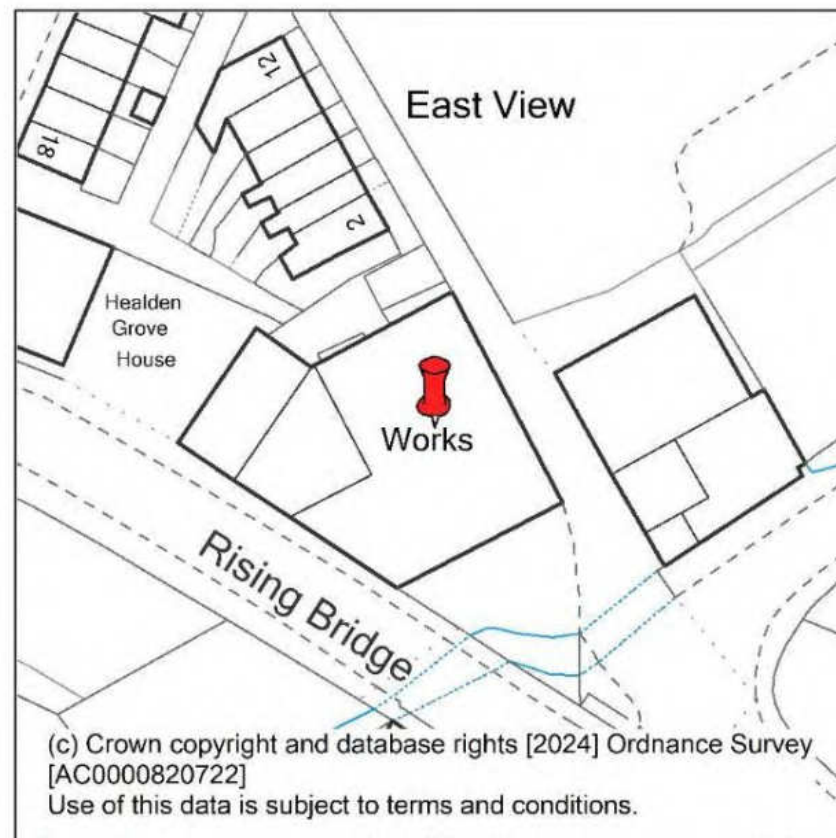 12
East View
18
2
Healden
Grove
House
Works
Rising Bridge
(c) Crown copyright and database rights [2024] Ordnance Survey
[AC0000820722]
Use of this data is subject to terms and conditions.